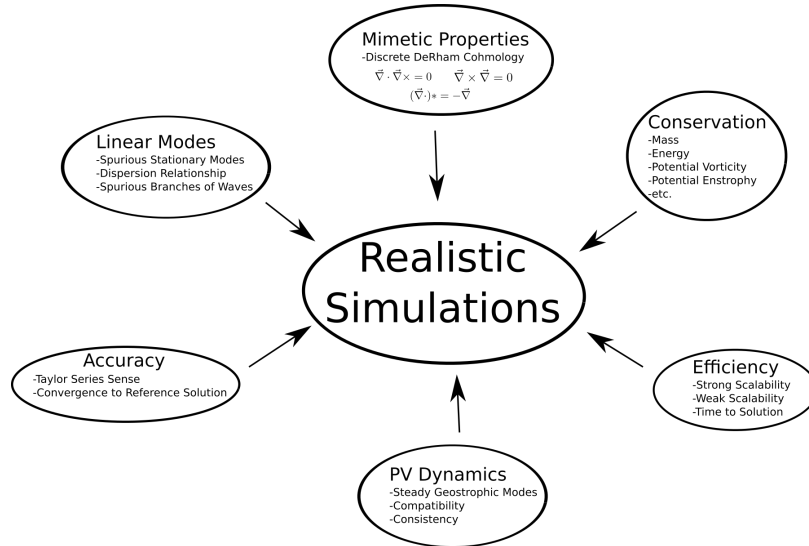 Mimetic Properties
-Discrete DeRham Cohmology
∇⃗ · ∇⃗ × = 0    ∇⃗ × ∇⃗ = 0
(∇⃗·)* = −∇⃗
Linear Modes
-Spurious Stationary Modes
-Dispersion Relationship
-Spurious Branches of Waves
Conservation
-Mass
-Energy
-Potential Vorticity
-Potential Enstrophy
-etc.
Realistic
Simulations
Accuracy
-Taylor Series Sense
-Convergence to Reference Solution
Efficiency
-Strong Scalability
-Weak Scalability
-Time to Solution
PV Dynamics
-Steady Geostrophic Modes
-Compatibility
-Consistency